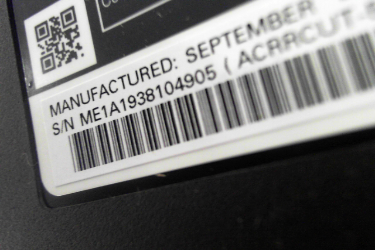 MANUFACTURED: SEPTEMBER
S/N ME1A1938104905 ( ACRRCUT-